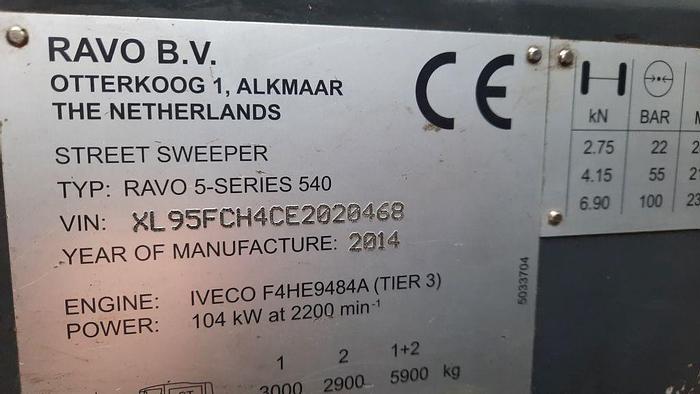 RAVO B.V.
OTTERKOOG 1, ALKMAAR
THE NETHERLANDS
CE
STREET SWEEPER
TYP: RAVO 5-SERIES 540
VIN: XL95FCH4CE2020468
YEAR OF MANUFACTURE: 2014
ENGINE: IVECO F4HE9484A (TIER 3)
POWER: 104 kW at 2200 min⁻¹
1 2 1+2
3000 2900 5900 kg
5033704
kN BAR
2.75 22
4.15 55
6.90 100